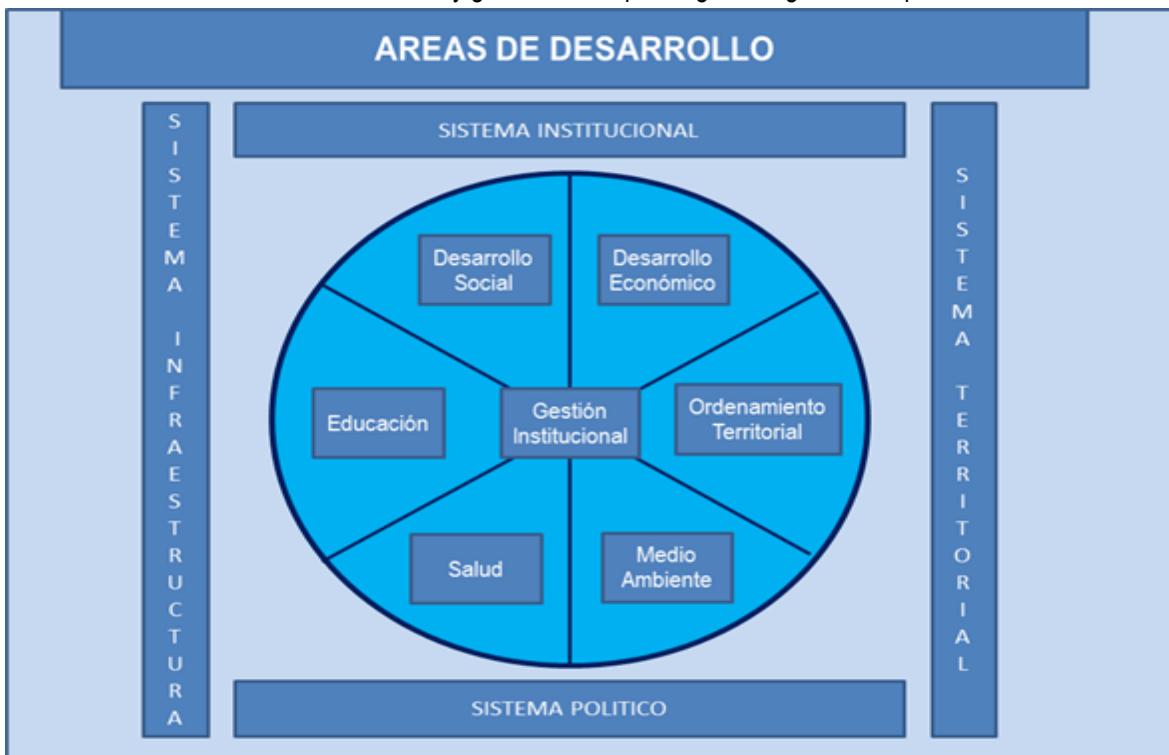 AREAS DE DESARROLLO
SISTEMA INSTITUCIONAL
SISTEMA INFRAESTRUCTURA
Desarrollo
Social
Desarrollo
Económico
Educación
Gestión
Institucional
Ordenamiento
Territorial
Salud
Medio
Ambiente
SISTEMA TERRITORIAL
SISTEMA POLITICO